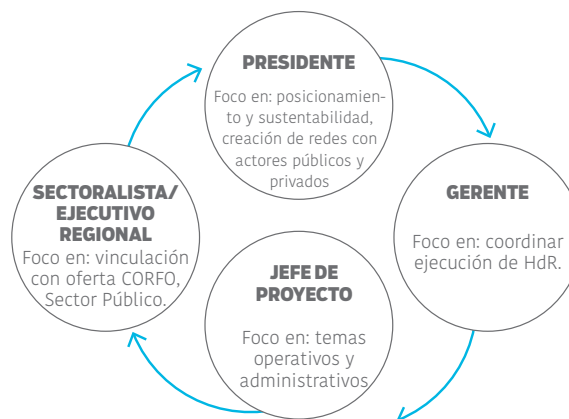 PRESIDENTE
Foco en: posicionamien-
to y sustentabilidad,
creación de redes con
actores públicos y
privados
GERENTE
Foco en: coordinar
ejecución de HdR.
JEFE DE
PROYECTO
Foco en: temas
operativos y
administrativos
SECTORALISTA/
EJECUTIVO
REGIONAL
Foco en: vinculación
con oferta CORFO,
Sector Público.